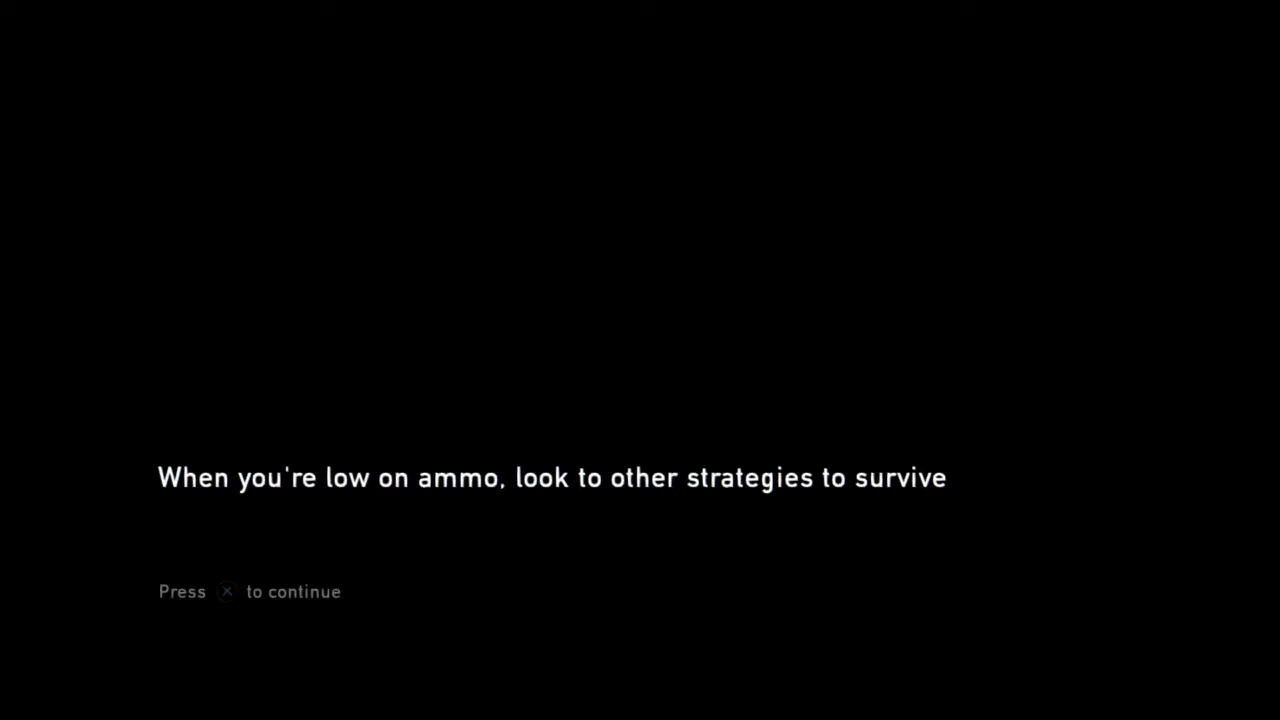 When you're low on ammo, look to other strategies to survive
Press ⓧ to continue